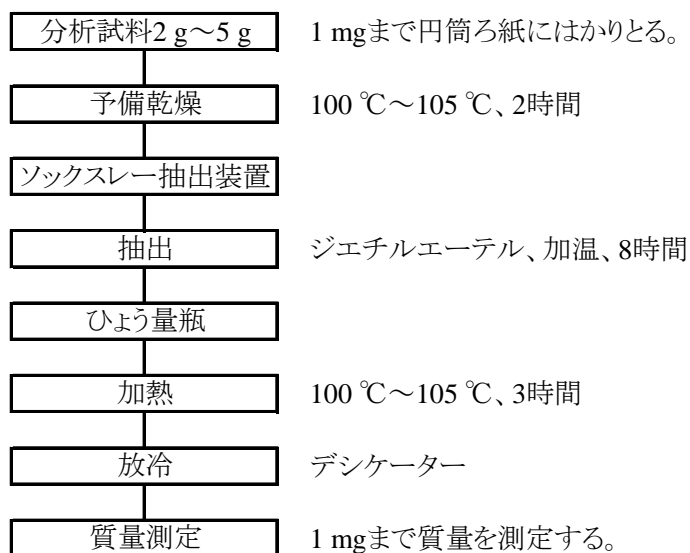 分析試料2 g～5 g 1 mgまで円筒ろ紙にはかりとる。
予備乾燥 100 ℃～105 ℃、2時間
ソックスレー抽出装置
抽出 ジエチルエーテル、加温、8時間
ひょう量瓶
加熱 100 ℃～105 ℃、3時間
放冷 デシケーター
質量測定 1 mgまで質量を測定する。